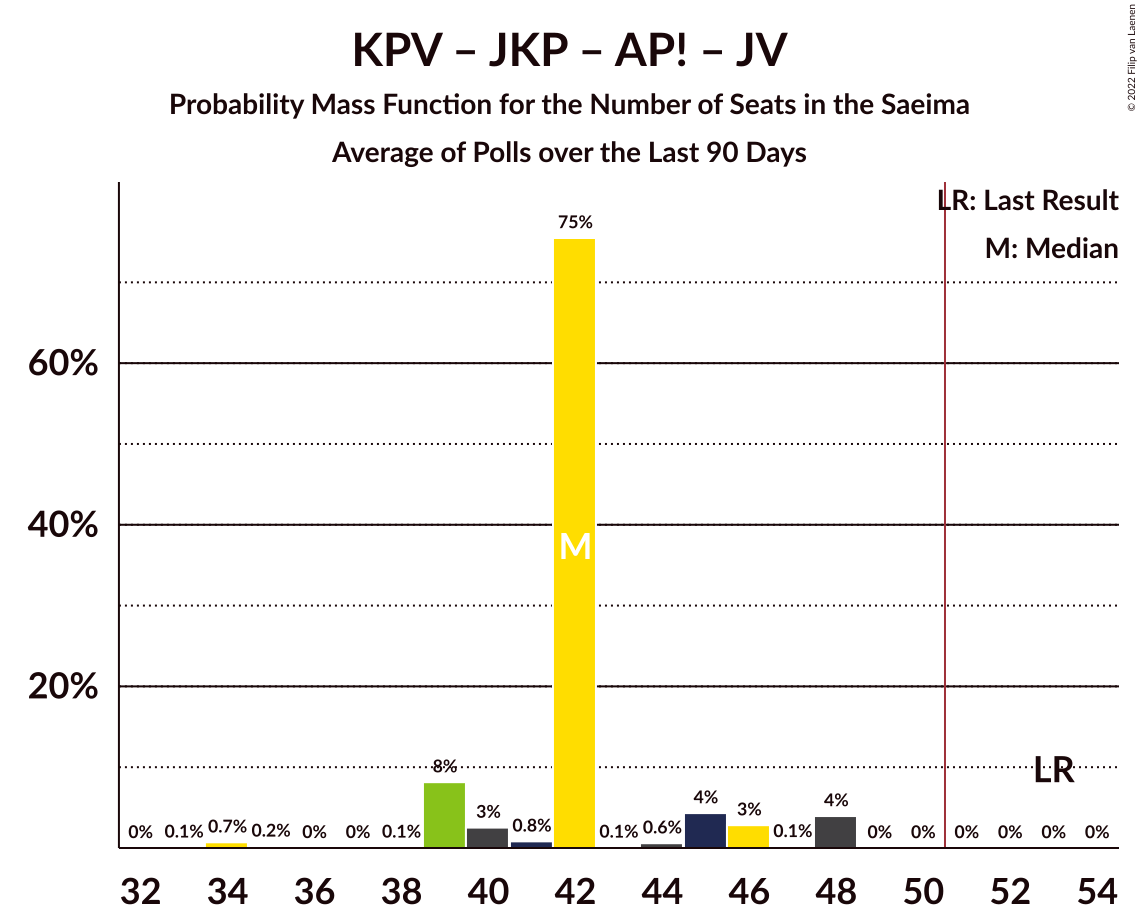 KPV – JKP – AP! – JV
Probability Mass Function for the Number of Seats in the Saeima
Average of Polls over the Last 90 Days
© 2022 Filip van Laenen
LR: Last Result
M: Median
75%
60%
40%
M
20%
LR
0% 0.1% 0.7% 0.2% 0% 0% 0.1% 8% 3% 0.8% 0.1% 0.6% 4% 3% 0.1% 4% 0% 0% 0% 0% 0% 0%
32 34 36 38 40 42 44 46 48 50 52 54